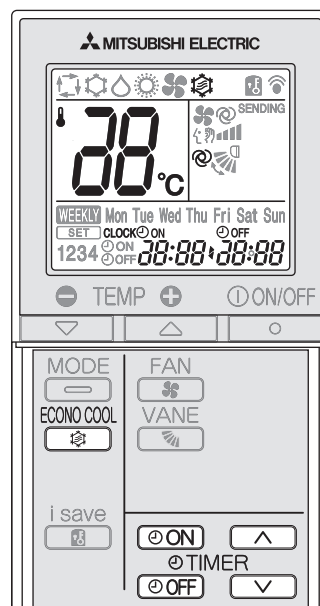 MITSUBISHI ELECTRIC
SENDING
88 °C
WEEKLY Mon Tue Wed Thu Fri Sat Sun
SET CLOCK ON OFF
1234 ON OFF 88:88 88:88
TEMP ON/OFF
MODE FAN
ECONO COOL VANE
i save
ON
TIMER
OFF